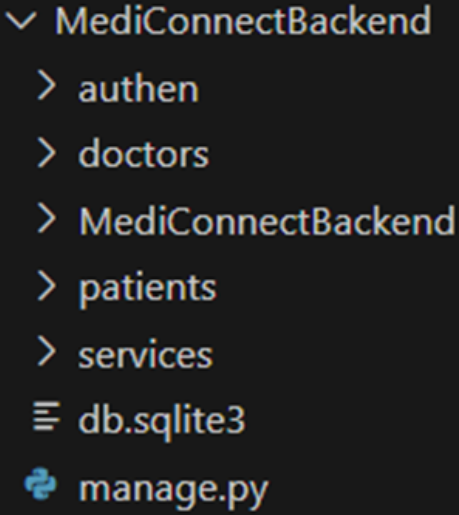 MediConnectBackend
authen
doctors
MediConnectBackend
patients
services
db.sqlite3
manage.py